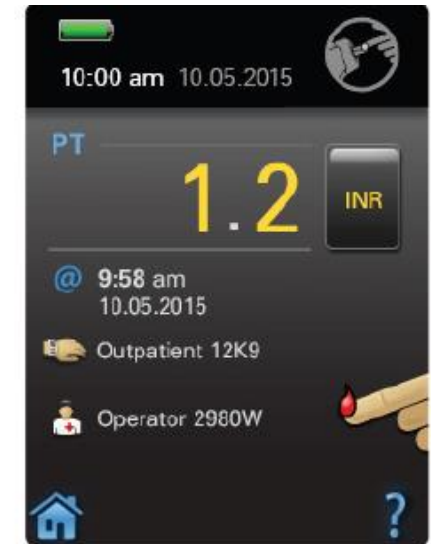 10:00 am 10.05.2015
PT
1.2
INR
@ 9:58 am
10.05.2015
Outpatient 12K9
Operator 2980W
?